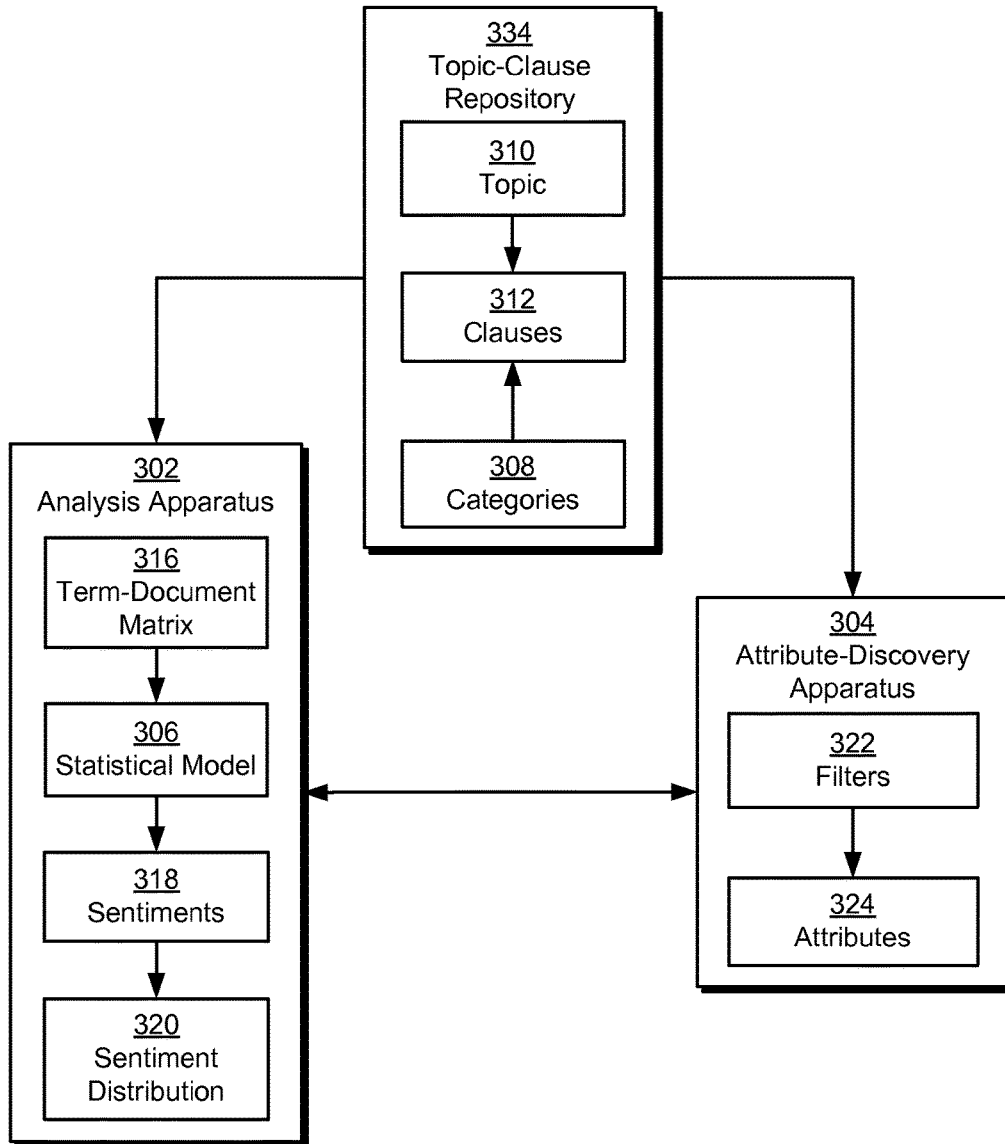 334
Topic-Clause
Repository
310
Topic
312
Clauses
308
Categories
302
Analysis Apparatus
316
Term-Document
Matrix
306
Statistical Model
318
Sentiments
320
Sentiment
Distribution
304
Attribute-Discovery
Apparatus
322
Filters
324
Attributes